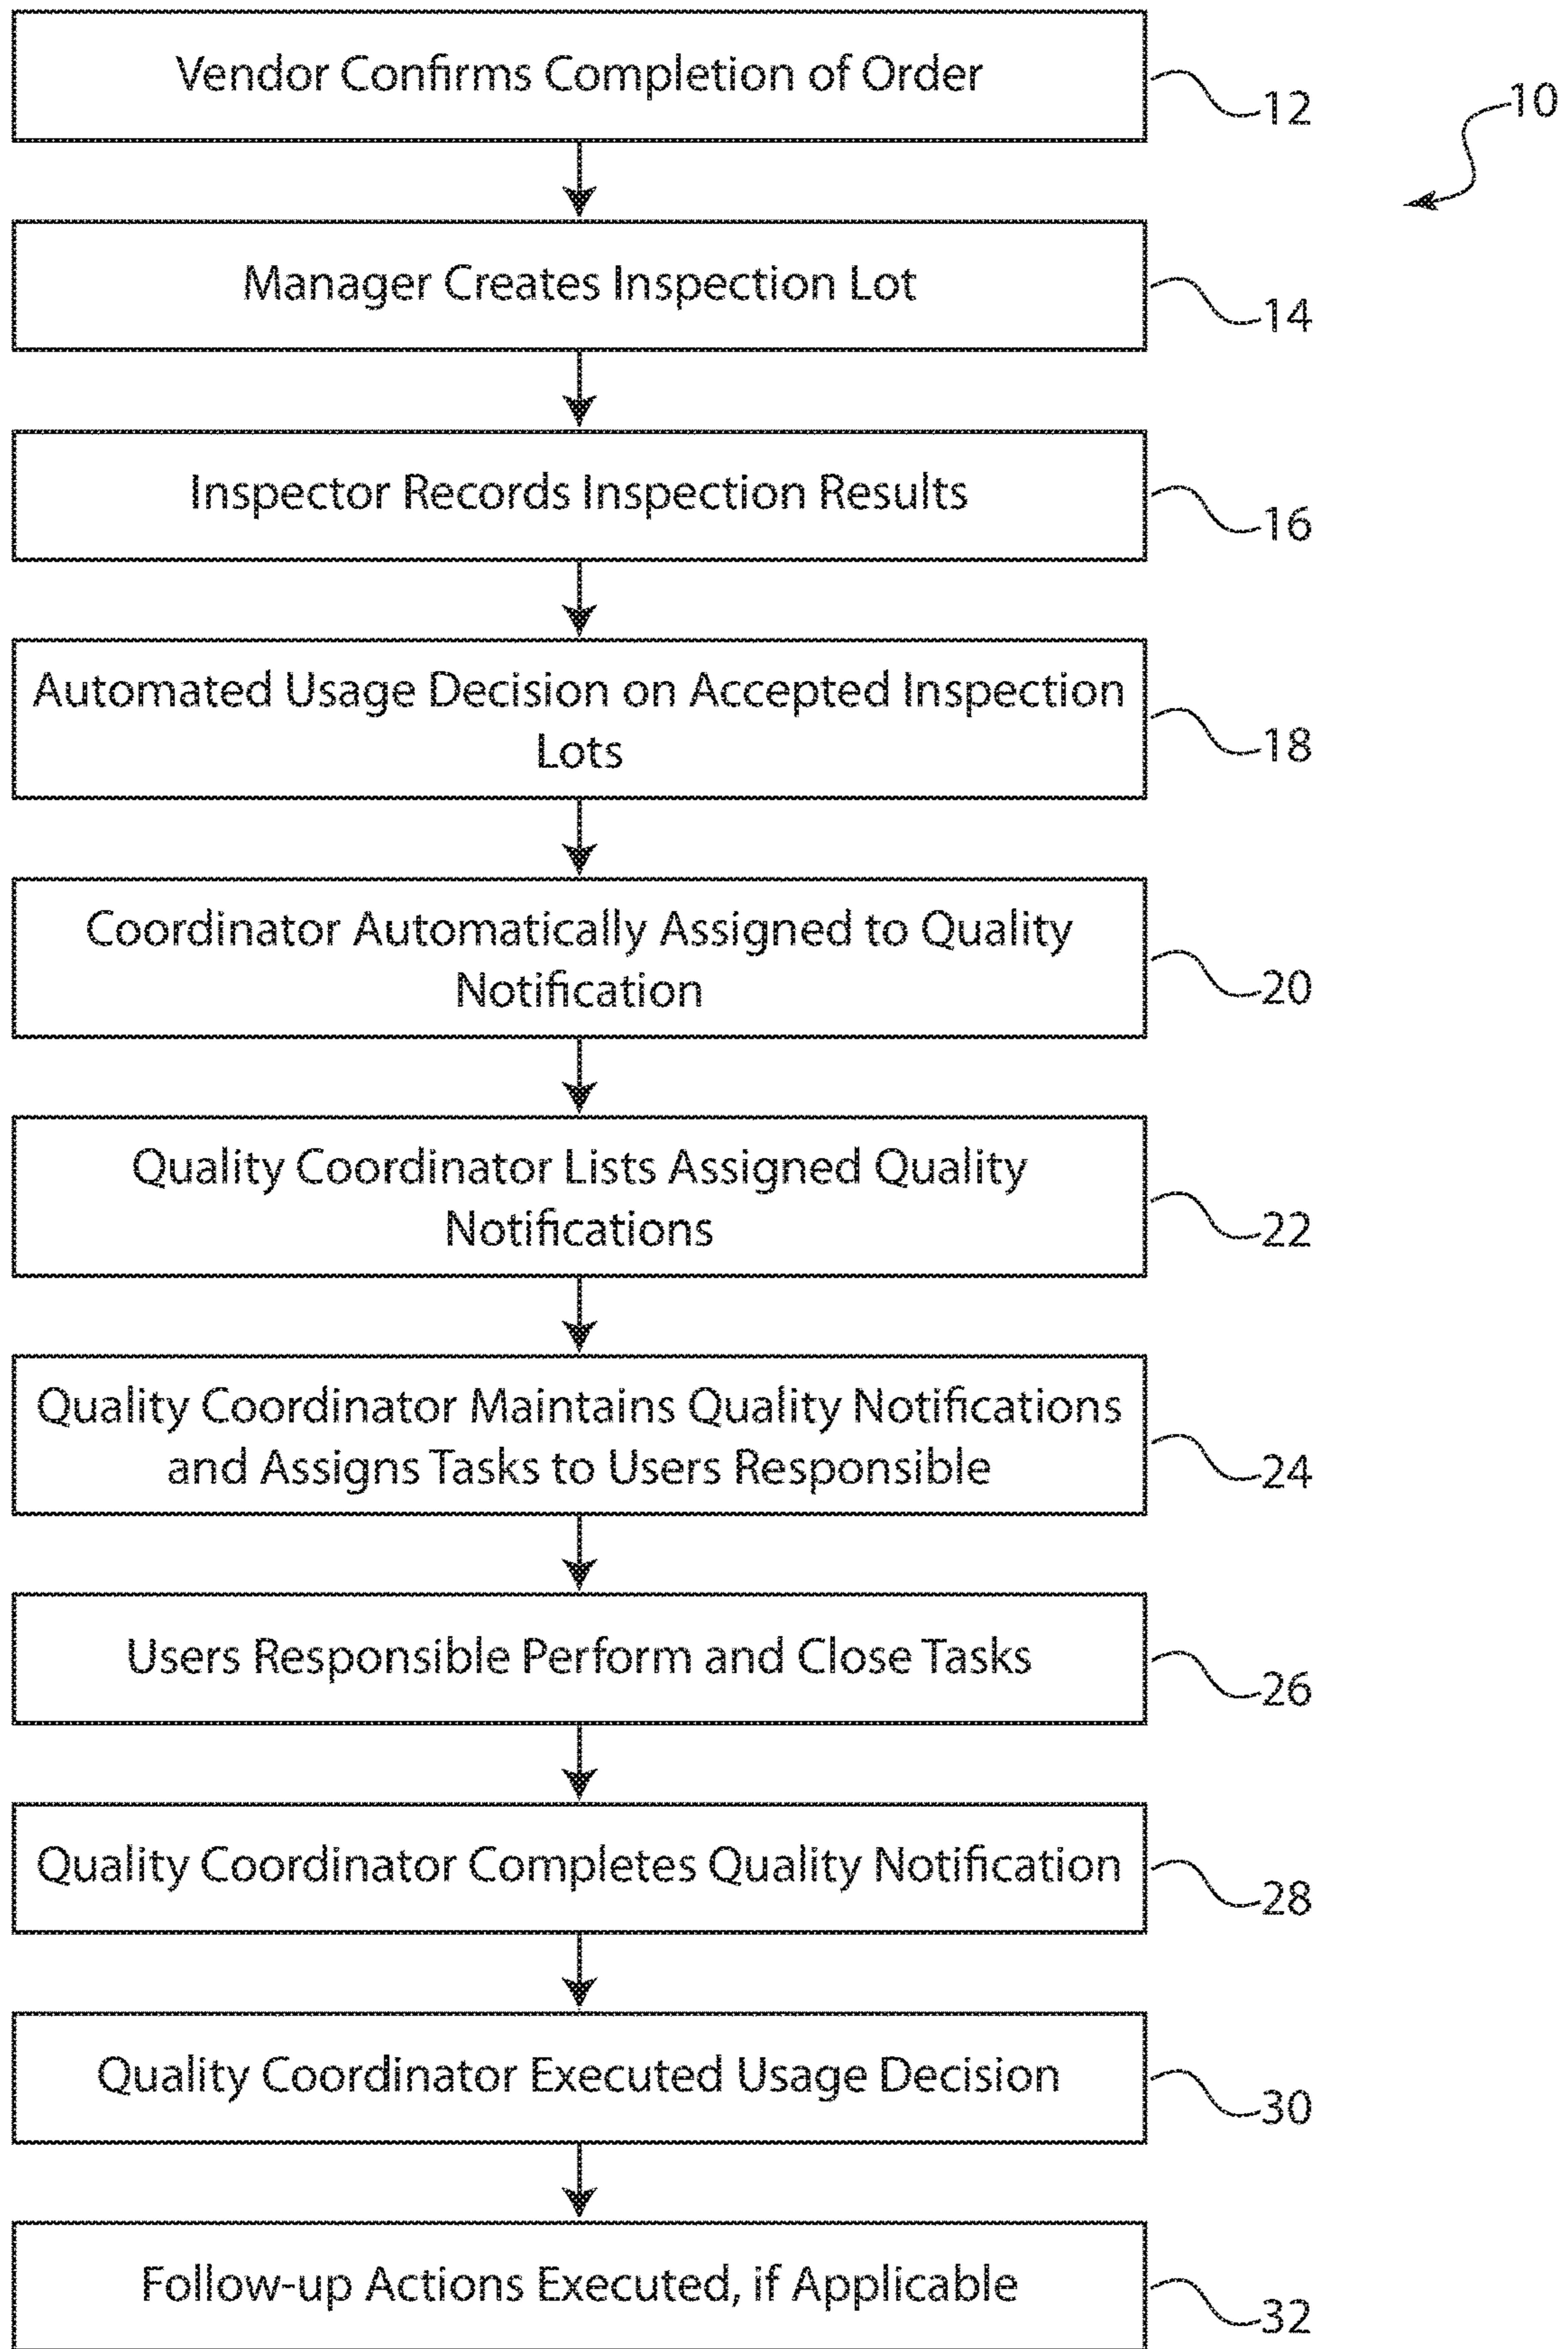 Vendor Confirms Completion of Order
12
10
Manager Creates Inspection Lot
14
Inspector Records Inspection Results
16
Automated Usage Decision on Accepted Inspection
Lots
18
Coordinator Automatically Assigned to Quality
Notification
20
Quality Coordinator Lists Assigned Quality
Notifications
22
Quality Coordinator Maintains Quality Notifications
and Assigns Tasks to Users Responsible
24
Users Responsible Perform and Close Tasks
26
Quality Coordinator Completes Quality Notification
28
Quality Coordinator Executed Usage Decision
30
Follow-up Actions Executed, if Applicable
32